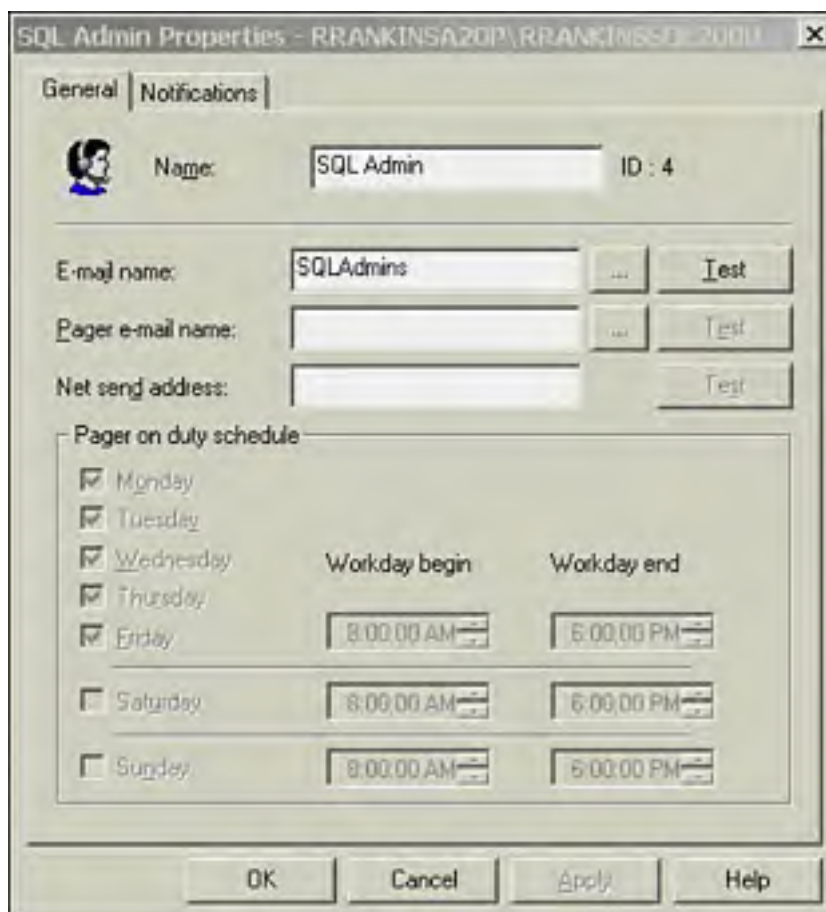 SQL Admin Properties - RRANKINSA20P\RRANKINSSQL2000
General Notifications
Name: SQL Admin ID : 4
E-mail name: SQLAdmins ... Test
Pager e-mail name: ... Test
Net send address: Test
Pager on duty schedule
Monday
Tuesday
Wednesday Workday begin Workday end
Thursday
Friday 8:00:00 AM 6:00:00 PM
Saturday 8:00:00 AM 6:00:00 PM
Sunday 8:00:00 AM 6:00:00 PM
OK Cancel Apply Help